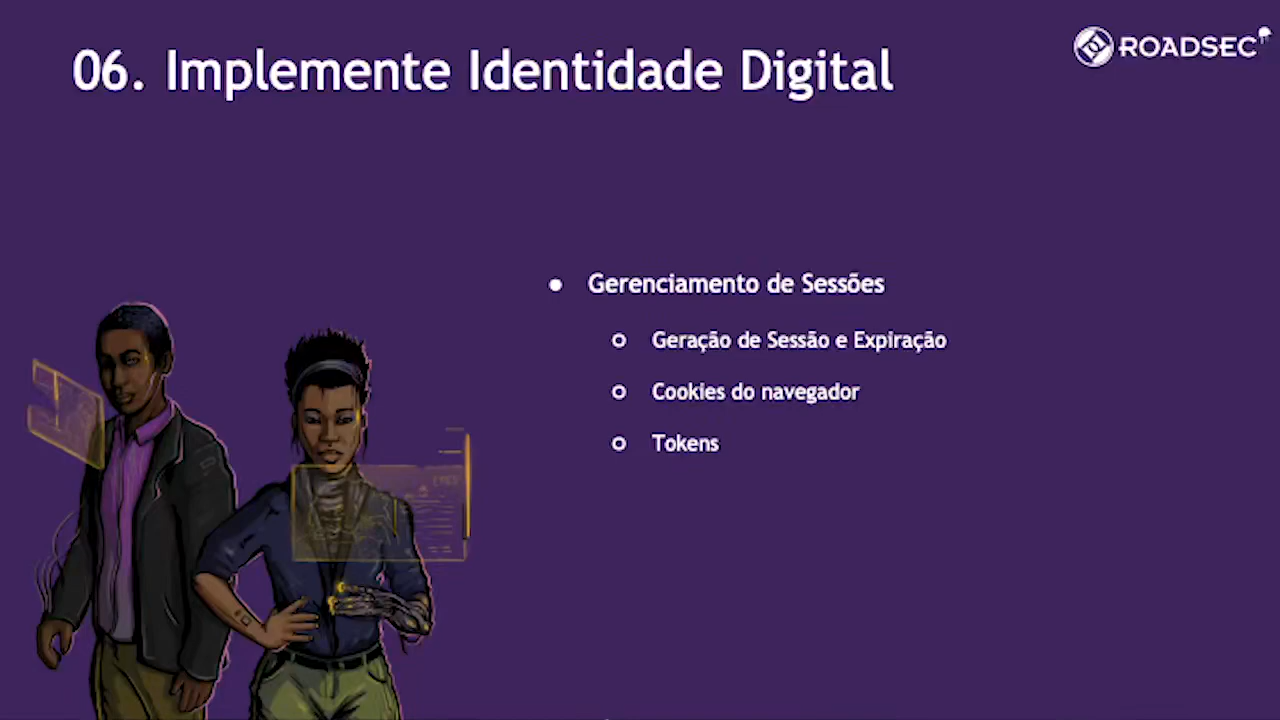 06. Implemente Identidade Digital
ROADSEC
● Gerenciamento de Sessões
○ Geração de Sessão e Expiração
○ Cookies do navegador
○ Tokens